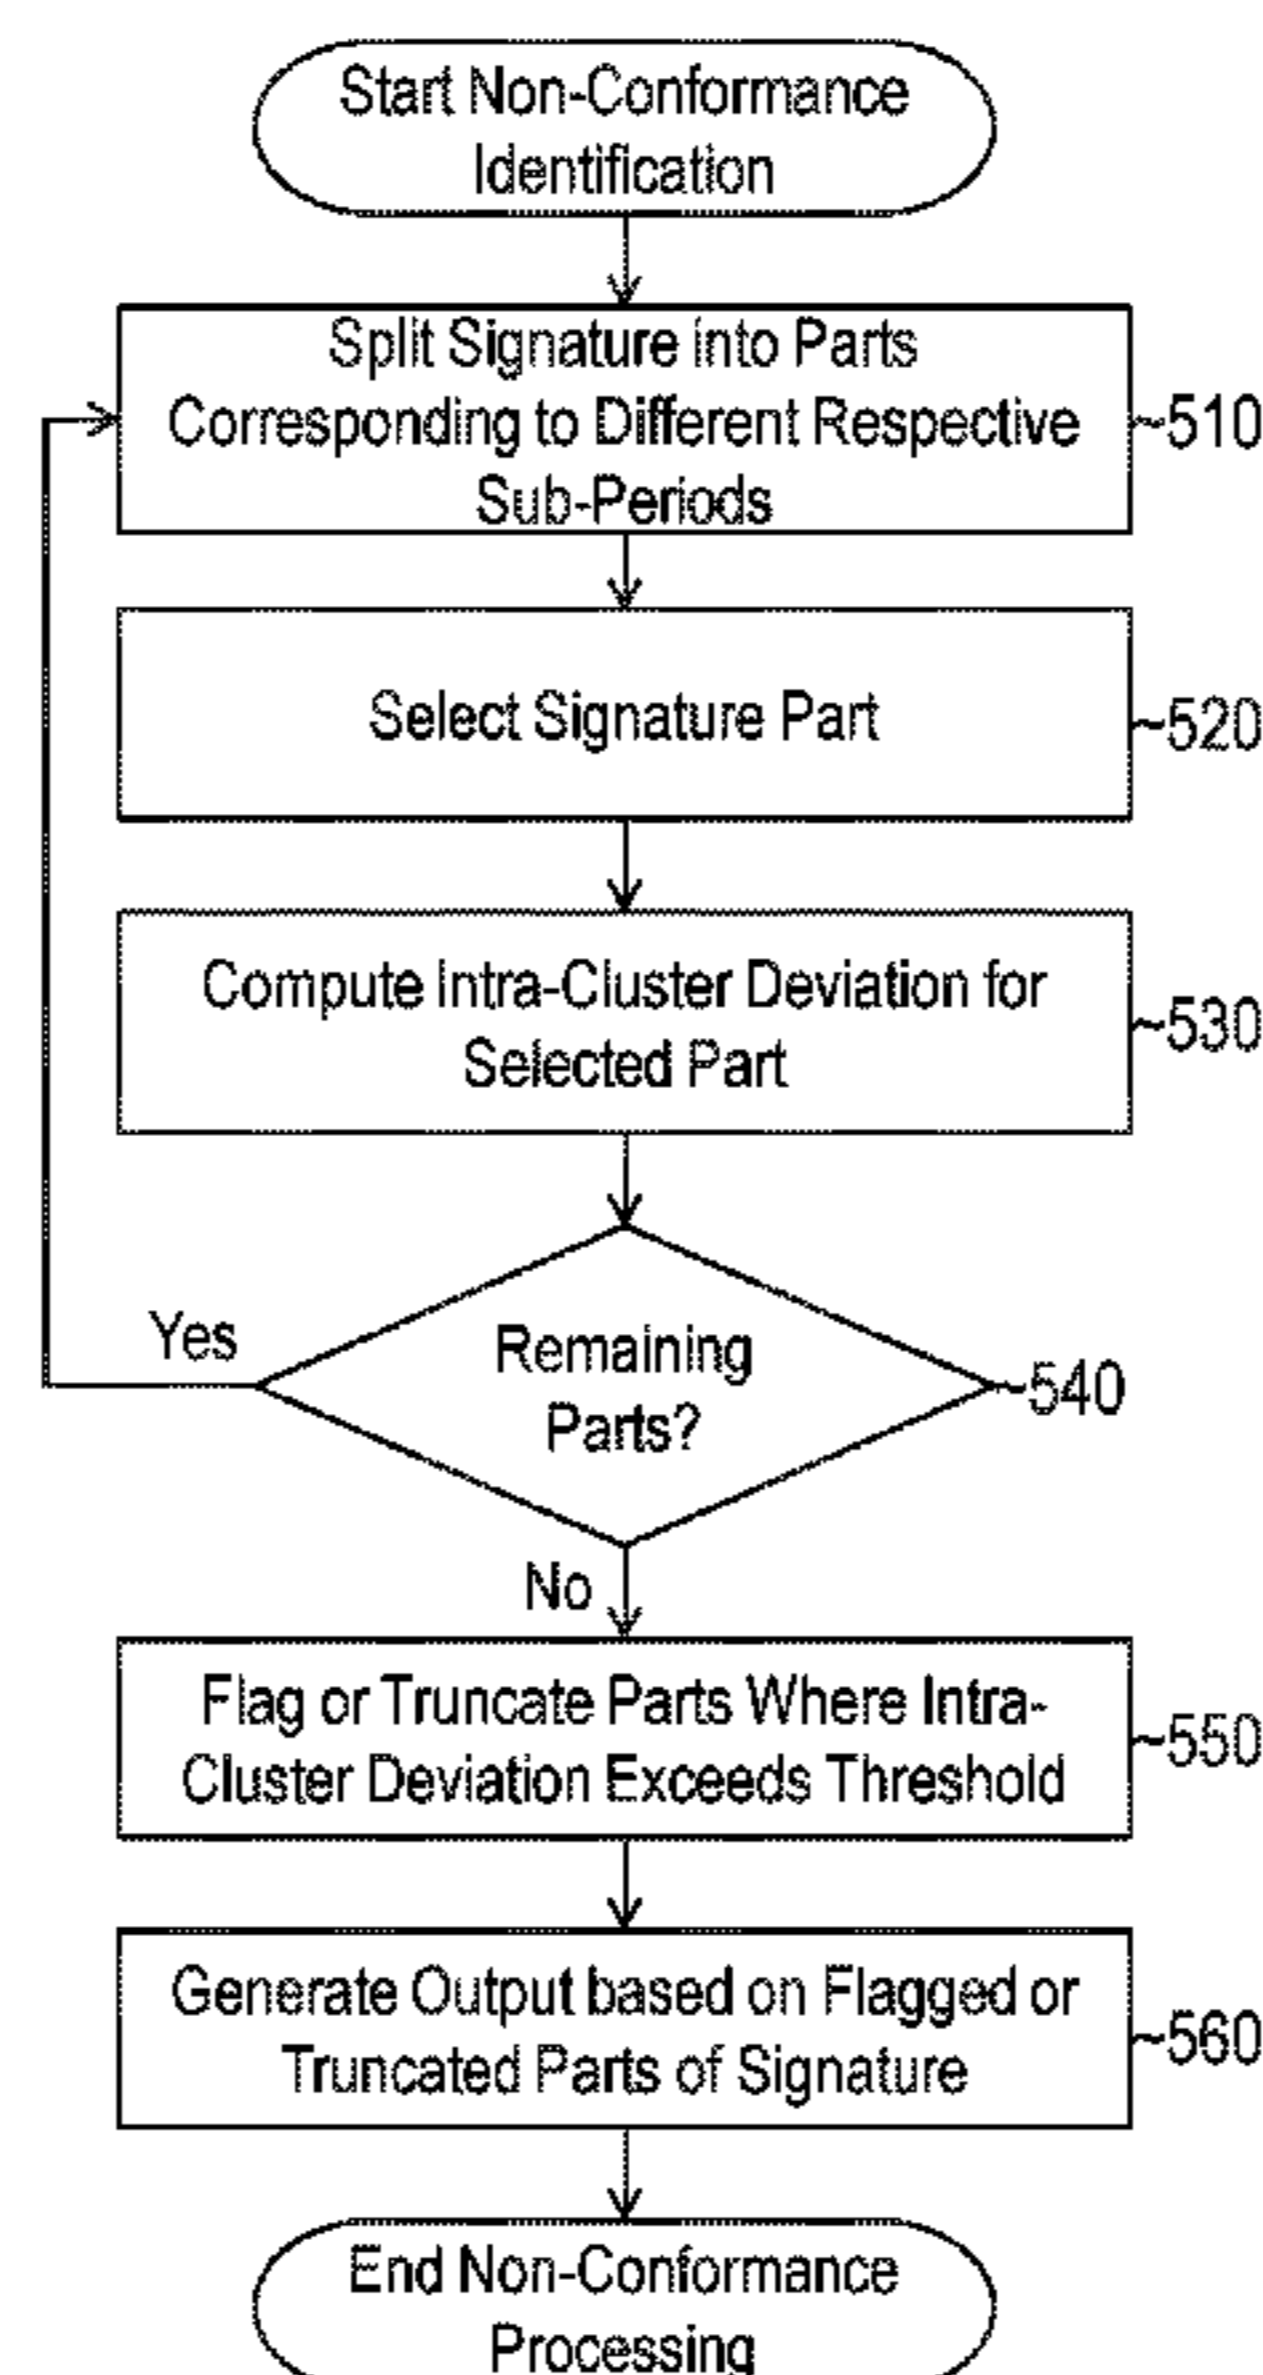 Start Non-Conformance
Identification
Split Signature into Parts
Corresponding to Different Respective
Sub-Periods
~510
Select Signature Part
~520
Compute Intra-Cluster Deviation for
Selected Part
~530
Yes
Remaining
Parts?
~540
No
Flag or Truncate Parts Where Intra-
Cluster Deviation Exceeds Threshold
~550
Generate Output based on Flagged or
Truncated Parts of Signature
~560
End Non-Conformance
Processing